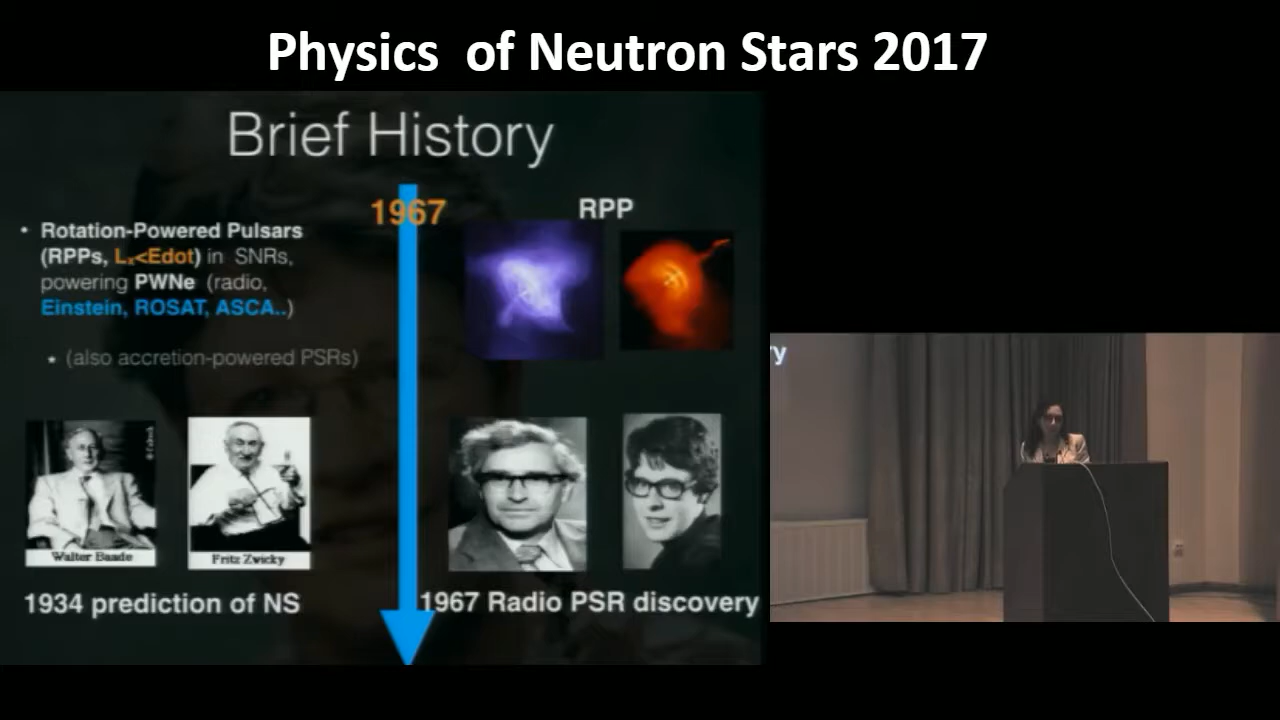 Physics of Neutron Stars 2017
Brief History
1967
RPP
• Rotation-Powered Pulsars
(RPPs, Lₓ<Edot) in SNRs,
powering PWNe (radio,
Einstein, ROSAT, ASCA..)
• (also accretion-powered PSRs)
Walter Baade
Fritz Zwicky
1934 prediction of NS
1967 Radio PSR discovery
y